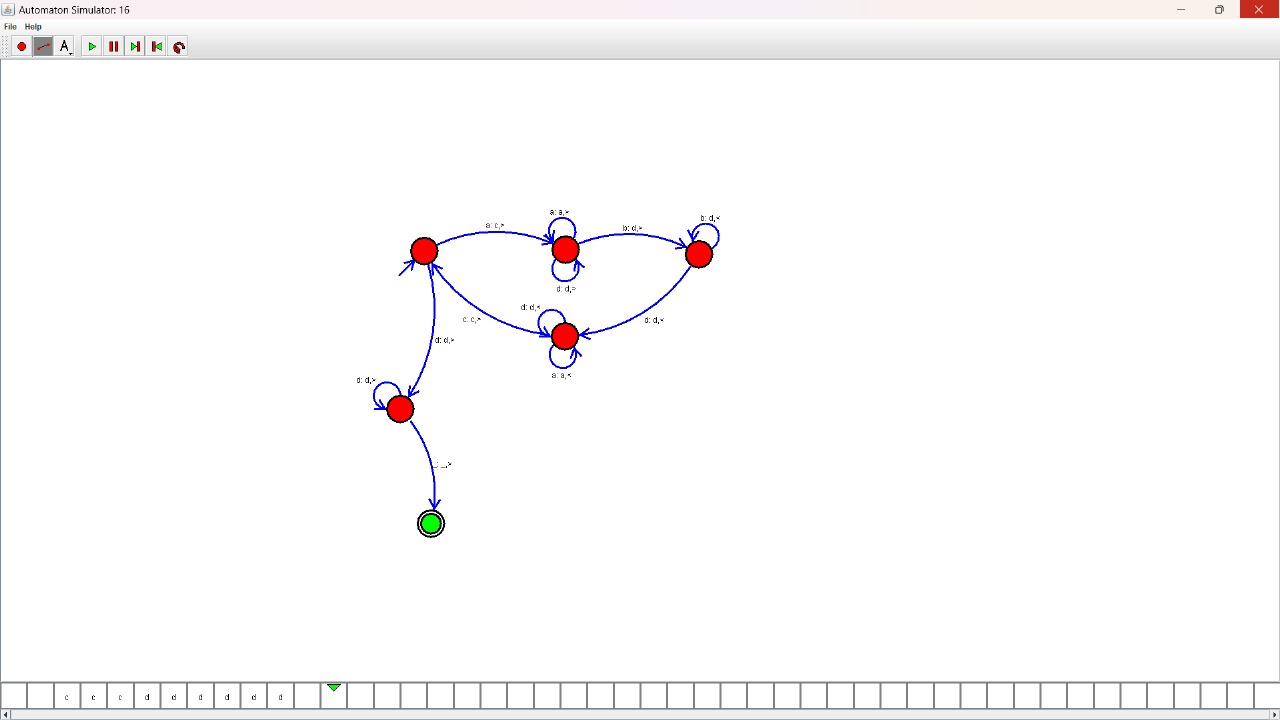 Automaton Simulator: 16
File Help
A
a: a,> b: d,<
a: c,> b: d,>
d: d,>
d: d,<
c: c,> d: d,<
d: d,>
a: a,<
d: d,>
_: _,>
c c c d d d d d d